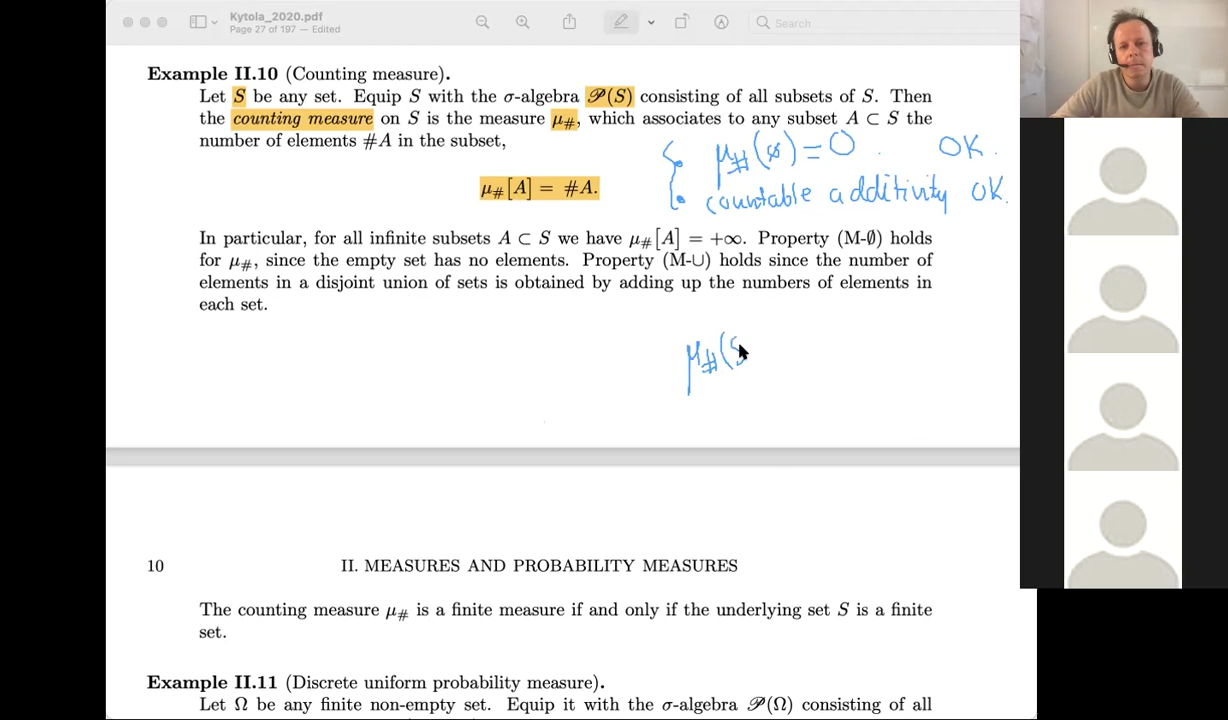 Kytola_2020.pdf
Page 27 of 197 — Edited
Search
Example II.10 (Counting measure).
Let S be any set. Equip S with the σ-algebra 𝒫(S) consisting of all subsets of S. Then
the counting measure on S is the measure μ#, which associates to any subset A ⊂ S the
number of elements #A in the subset,
μ#(∅) = 0 . OK.
μ#[A] = #A.
countable additivity OK.
In particular, for all infinite subsets A ⊂ S we have μ#[A] = +∞. Property (M-∅) holds
for μ#, since the empty set has no elements. Property (M-∪) holds since the number of
elements in a disjoint union of sets is obtained by adding up the numbers of elements in
each set.
μ#(S
10 II. MEASURES AND PROBABILITY MEASURES
The counting measure μ# is a finite measure if and only if the underlying set S is a finite
set.
Example II.11 (Discrete uniform probability measure).
Let Ω be any finite non-empty set. Equip it with the σ-algebra 𝒫(Ω) consisting of all